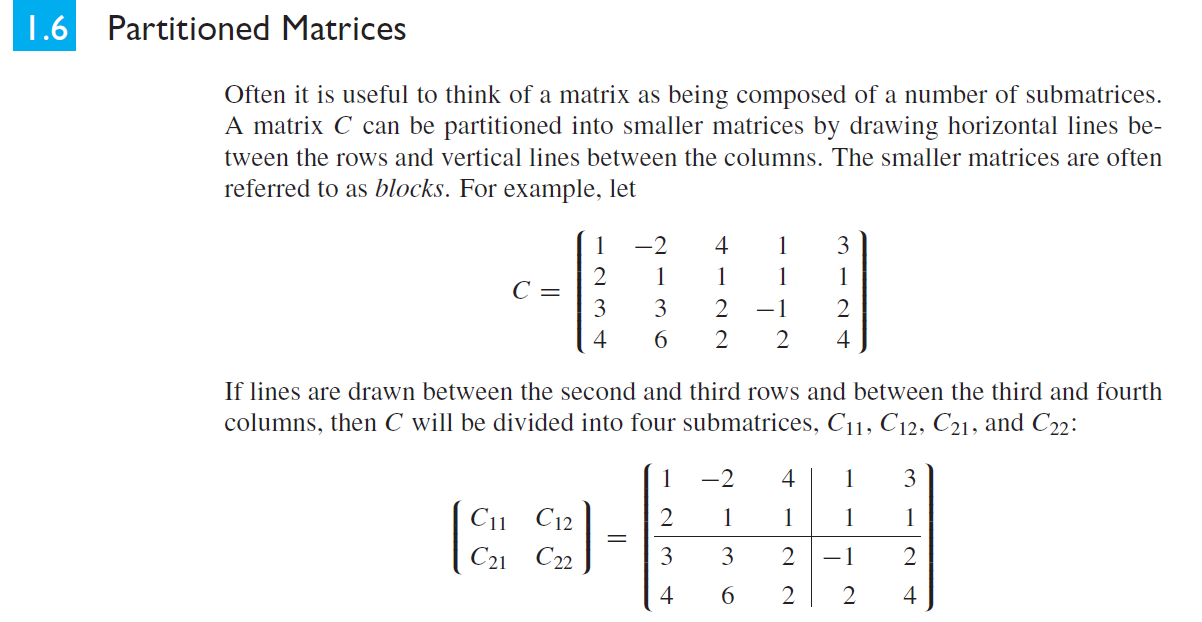 1.6 Partitioned Matrices
Often it is useful to think of a matrix as being composed of a number of submatrices.
A matrix C can be partitioned into smaller matrices by drawing horizontal lines be-
tween the rows and vertical lines between the columns. The smaller matrices are often
referred to as blocks. For example, let
1 −2 4 1 3
C = 2 1 1 1 1
3 3 2 −1 2
4 6 2 2 4
If lines are drawn between the second and third rows and between the third and fourth
columns, then C will be divided into four submatrices, C₁₁, C₁₂, C₂₁, and C₂₂:
1 −2 4 1 3
C₁₁ C₁₂ 2 1 1 1 1
=
C₂₁ C₂₂ 3 3 2 −1 2
4 6 2 2 4